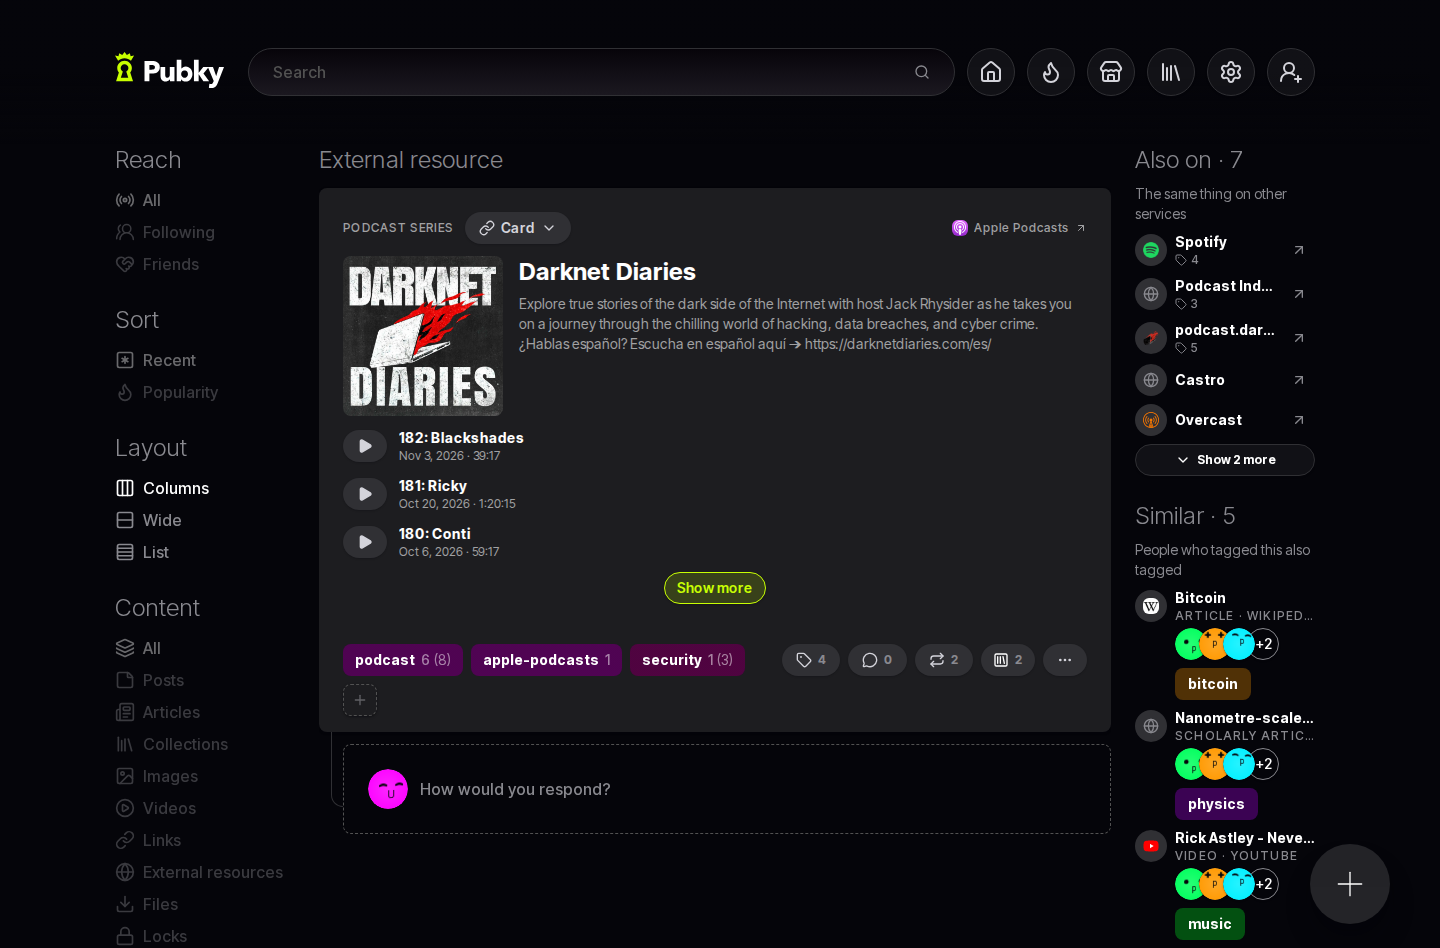 Pubky
Search
Reach
All
Following
Friends
Sort
Recent
Popularity
Layout
Columns
Wide
List
Content
All
Posts
Articles
Collections
Images
Videos
Links
External resources
Files
Locks
External resource
PODCAST SERIES
Card
Apple Podcasts
DARKNET
DIARIES
Darknet Diaries
Explore true stories of the dark side of the Internet with host Jack Rhysider as he takes you
on a journey through the chilling world of hacking, data breaches, and cyber crime.
¿Hablas español? Escucha en español aquí ➔ https://darknetdiaries.com/es/
182: Blackshades
Nov 3, 2026 · 39:17
181: Ricky
Oct 20, 2026 · 1:20:15
180: Conti
Oct 6, 2026 · 59:17
Show more
podcast 6 (8)
apple-podcasts 1
security 1 (3)
4
0
2
2
How would you respond?
Also on · 7
The same thing on other
services
Spotify
4
Podcast Ind...
3
podcast.dar...
5
Castro
Overcast
Show 2 more
Similar · 5
People who tagged this also
tagged
W
Bitcoin
ARTICLE · WIKIPED...
+2
bitcoin
Nanometre-scale...
SCHOLARLY ARTIC...
+2
physics
Rick Astley - Neve...
VIDEO · YOUTUBE
+2
music